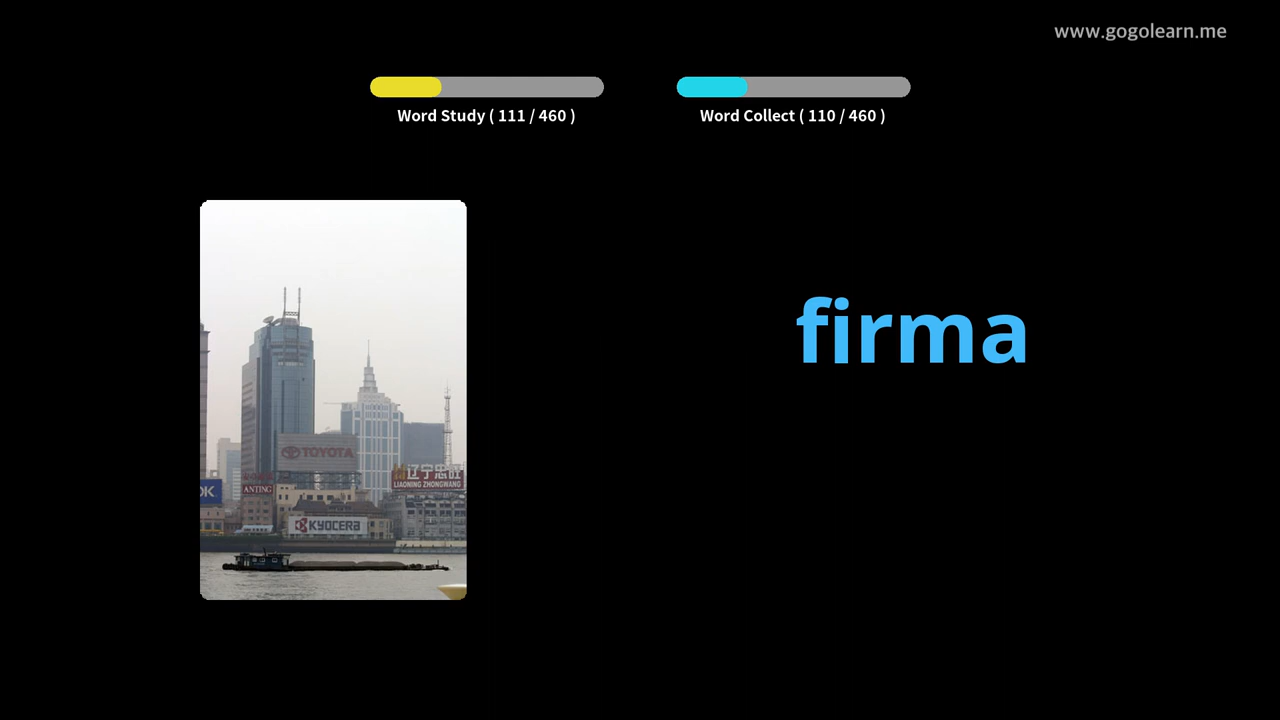 www.gogolearn.me
Word Study ( 111 / 460 )
Word Collect ( 110 / 460 )
firma
TOYOTA
辽宁忠旺
LIAONING ZHONGWANG
OK
ANTING
KYOCERA